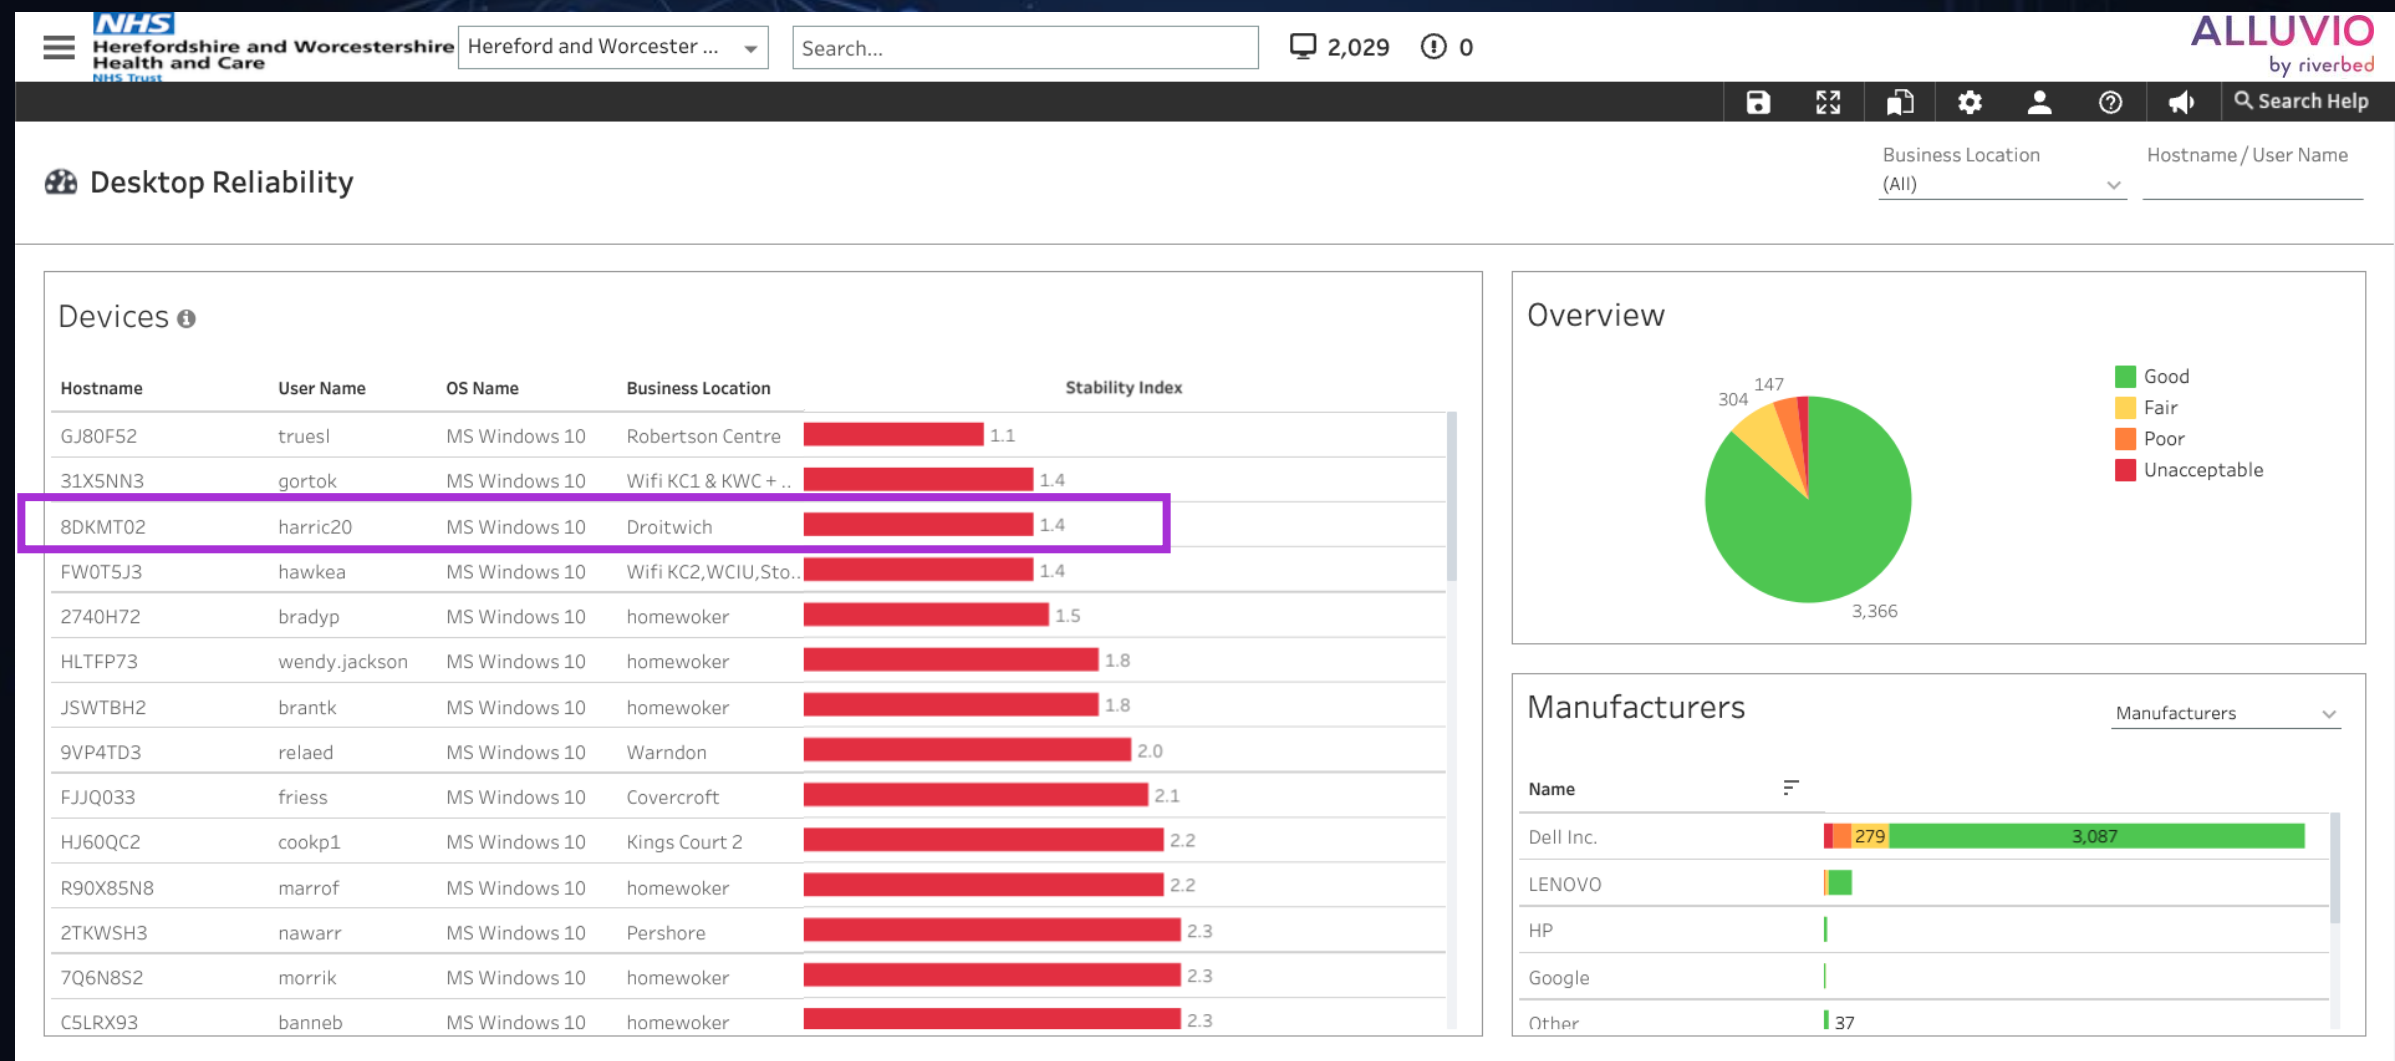 NHS
Herefordshire and Worcestershire
Health and Care
NHS Trust
Hereford and Worcester ...
Search...
2,029
0
ALLUVIO
by riverbed
Search Help
Desktop Reliability
Business Location
(All)
Hostname / User Name
Devices
Hostname User Name OS Name Business Location Stability Index
GJ80F52 truesl MS Windows 10 Robertson Centre 1.1
31X5NN3 gortok MS Windows 10 Wifi KC1 & KWC + .. 1.4
8DKMT02 harric20 MS Windows 10 Droitwich 1.4
FW0T5J3 hawkea MS Windows 10 Wifi KC2,WCIU,Sto.. 1.4
2740H72 bradyp MS Windows 10 homewoker 1.5
HLTFP73 wendy.jackson MS Windows 10 homewoker 1.8
JSWTBH2 brantk MS Windows 10 homewoker 1.8
9VP4TD3 relaed MS Windows 10 Warndon 2.0
FJJQ033 friess MS Windows 10 Covercroft 2.1
HJ60QC2 cookp1 MS Windows 10 Kings Court 2 2.2
R90X85N8 marrof MS Windows 10 homewoker 2.2
2TKWSH3 nawarr MS Windows 10 Pershore 2.3
7Q6N8S2 morrik MS Windows 10 homewoker 2.3
C5LRX93 banneb MS Windows 10 homewoker 2.3
Overview
147
304
3,366
Good
Fair
Poor
Unacceptable
Manufacturers
Manufacturers
Name
Dell Inc. 279 3,087
LENOVO
HP
Google
Other 37